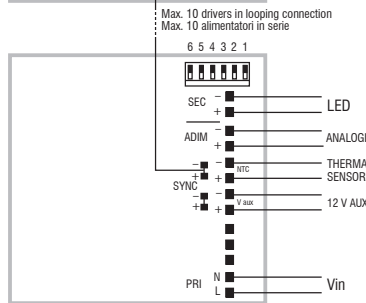 Max. 10 drivers in looping connection
Max. 10 alimentatori in serie
6 5 4 3 2 1
SEC
−
+
LED
ADIM
−
+
ANALOGI
SYNC
−
+
−
+
−
NTC
+
THERMA
SENSOR
−
V aux
+
12 V AUX
PRI
N
L
Vin